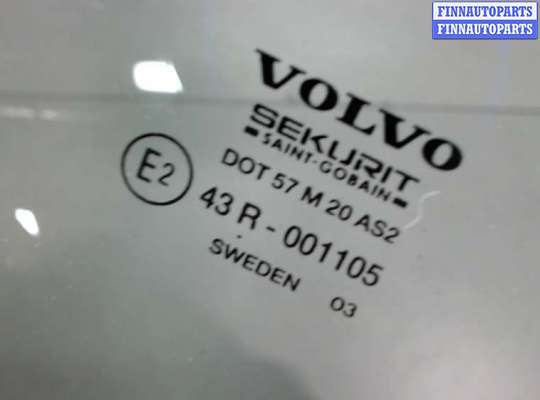 FINNAUTOPARTS
FINNAUTOPARTS
VOLVO
SEKURIT
SAINT-GOBAIN
DOT 57 M 20 AS2
E2
43 R - 001105
SWEDEN 03